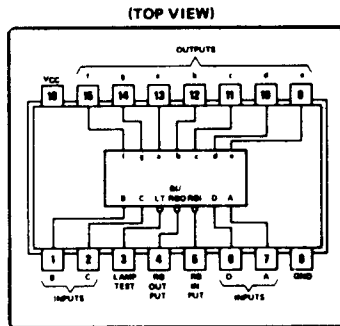 (TOP VIEW)
OUTPUTS
VCC f g a b c d e
16 15 14 13 12 11 10 9
f g a b c d e
BI/
B C LT RBO RBI D A
1 2 3 4 5 6 7 8
B C LAMP TEST RB OUT PUT RB IN PUT D A GND
INPUTS INPUTS